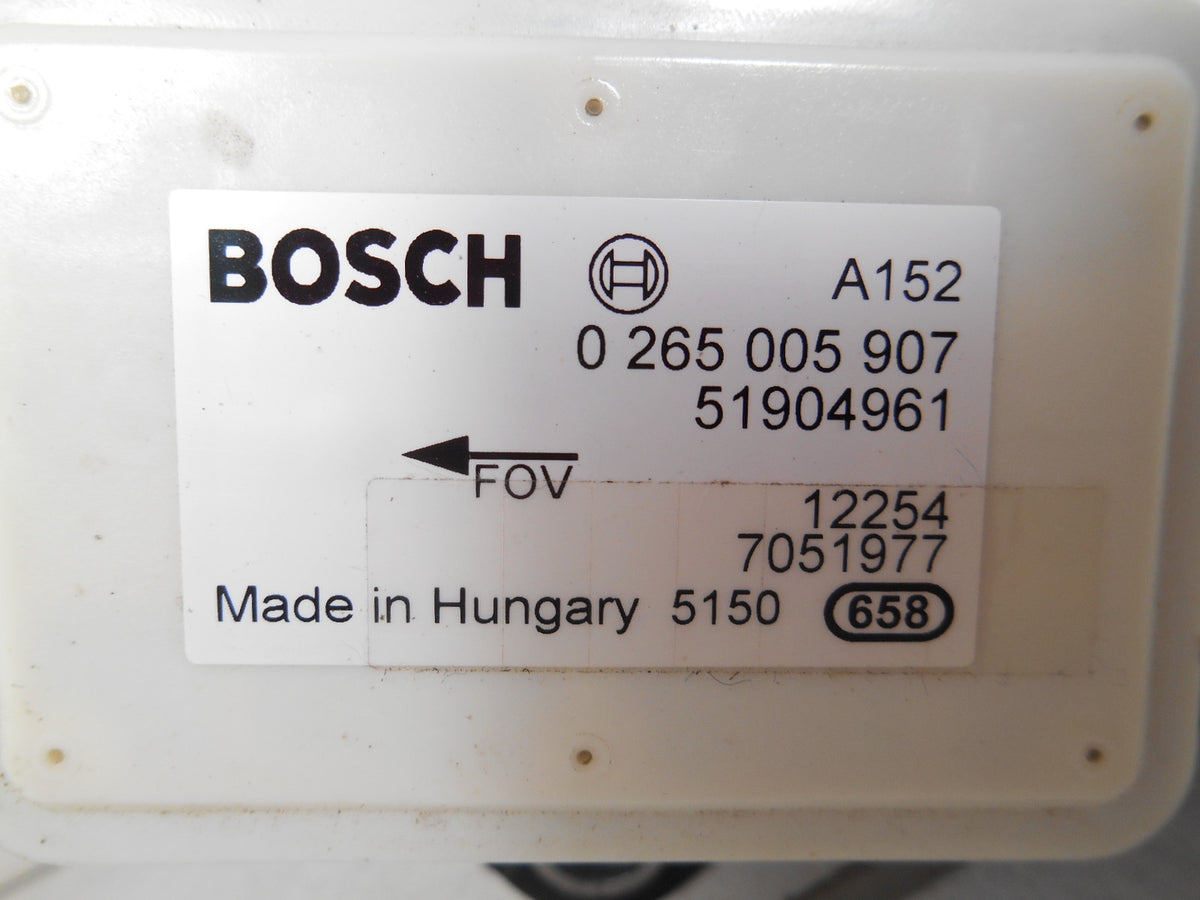 BOSCH A152
0 265 005 907
51904961
FOV
12254
7051977
Made in Hungary 5150 658